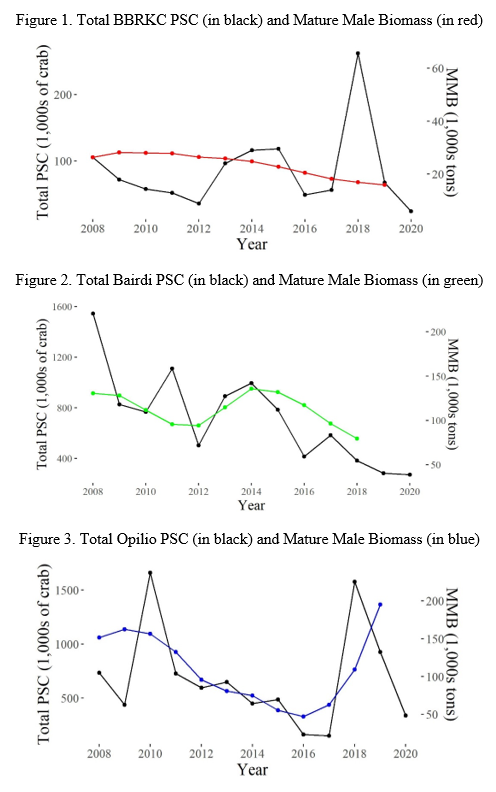 Figure 1. Total BBRKC PSC (in black) and Mature Male Biomass (in red)
Total PSC (1,000s of crab)
200
100
60
40
20
MMB (1,000s tons)
2008 2010 2012 2014 2016 2018 2020
Year
Figure 2. Total Bairdi PSC (in black) and Mature Male Biomass (in green)
Total PSC (1,000s of crab)
1600
1200
800
400
200
150
100
50
MMB (1,000s tons)
2008 2010 2012 2014 2016 2018 2020
Year
Figure 3. Total Opilio PSC (in black) and Mature Male Biomass (in blue)
Total PSC (1,000s of crab)
1500
1000
500
200
150
100
50
MMB (1,000s tons)
2008 2010 2012 2014 2016 2018 2020
Year